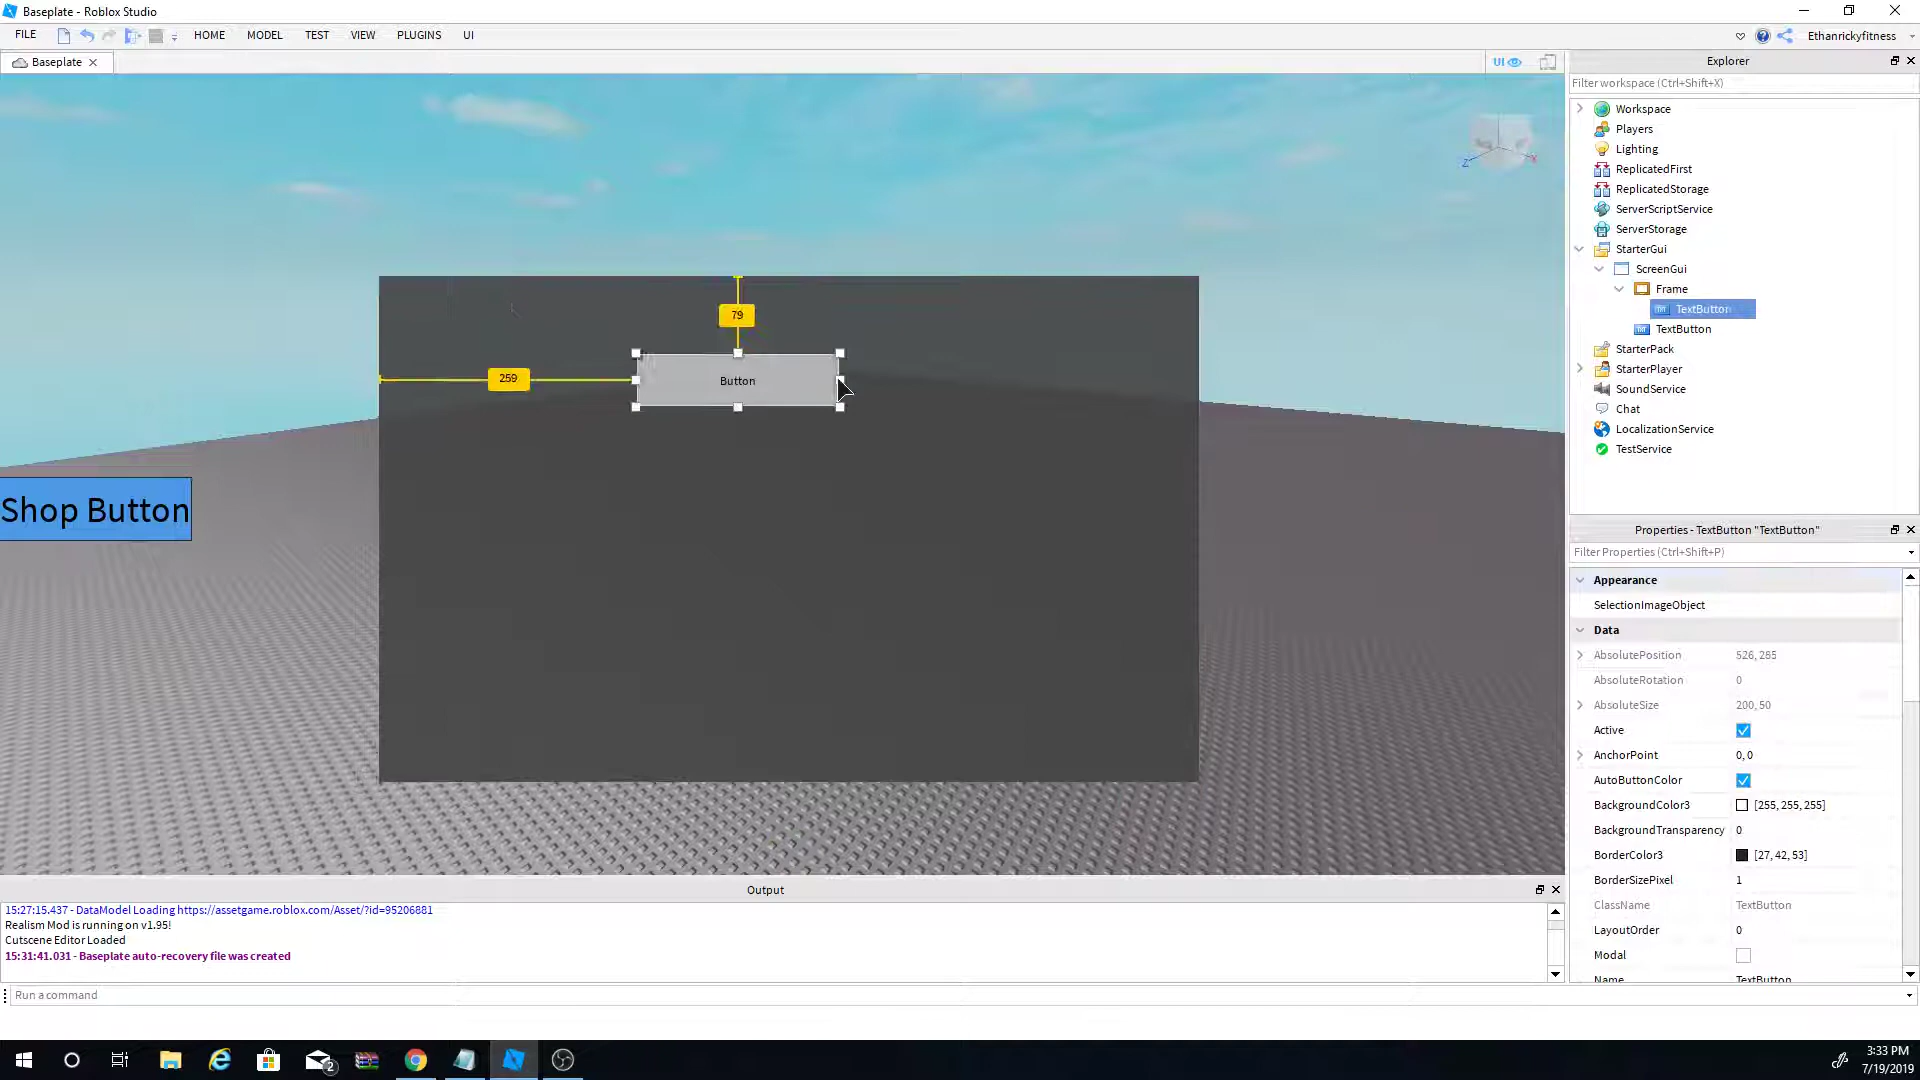 Baseplate - Roblox Studio
FILE HOME MODEL TEST VIEW PLUGINS UI Ethanrickyfitness
Baseplate UI
Explorer
Filter workspace (Ctrl+Shift+X)
Workspace
Players
Lighting
ReplicatedFirst
ReplicatedStorage
ServerScriptService
ServerStorage
StarterGui
ScreenGui
Frame
TextButton
TextButton
StarterPack
StarterPlayer
SoundService
Chat
LocalizationService
TestService
79
259
Button
Shop Button
Z X
Properties - TextButton "TextButton"
Filter Properties (Ctrl+Shift+P)
Appearance
SelectionImageObject
Data
AbsolutePosition 526, 285
AbsoluteRotation 0
AbsoluteSize 200, 50
Active
AnchorPoint 0, 0
AutoButtonColor
BackgroundColor3 [255, 255, 255]
BackgroundTransparency 0
BorderColor3 [27, 42, 53]
BorderSizePixel 1
ClassName TextButton
LayoutOrder 0
Modal
Name TextButton
Output
15:27:15.437 - DataModel Loading https://assetgame.roblox.com/Asset/?id=95206881
Realism Mod is running on v1.95!
Cutscene Editor Loaded
15:31:41.031 - Baseplate auto-recovery file was created
Run a command
2
3:33 PM
7/19/2019